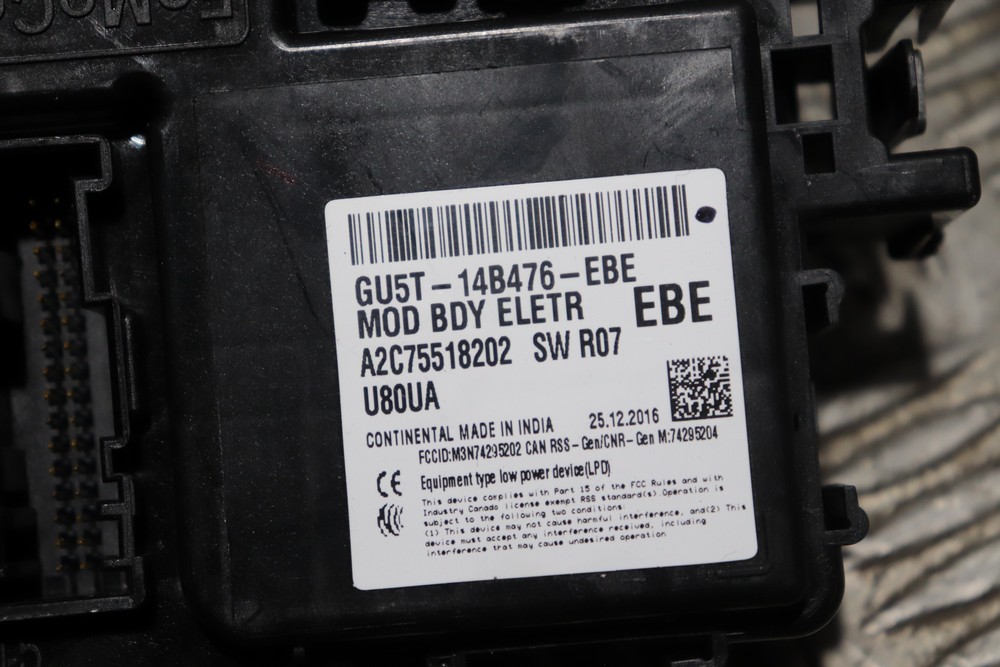 FoMoCo
GU5T-14B476-EBE
MOD BDY ELETR EBE
A2C75518202 SW R07
U80UA
CONTINENTAL MADE IN INDIA 25.12.2016
FCCID:M3N74295202 CAN RSS-Gen/CNR-Gen M:74295204
CE Equipment type low power device(LPD)
This device complies with Part 15 of the FCC Rules and with
Industry Canada license exempt RSS standard(s). Operation is
subject to the following two conditions:
(1) This device may not cause harmful interference, and(2) This
device must accept any interference received, including
interference that may cause undesired operation